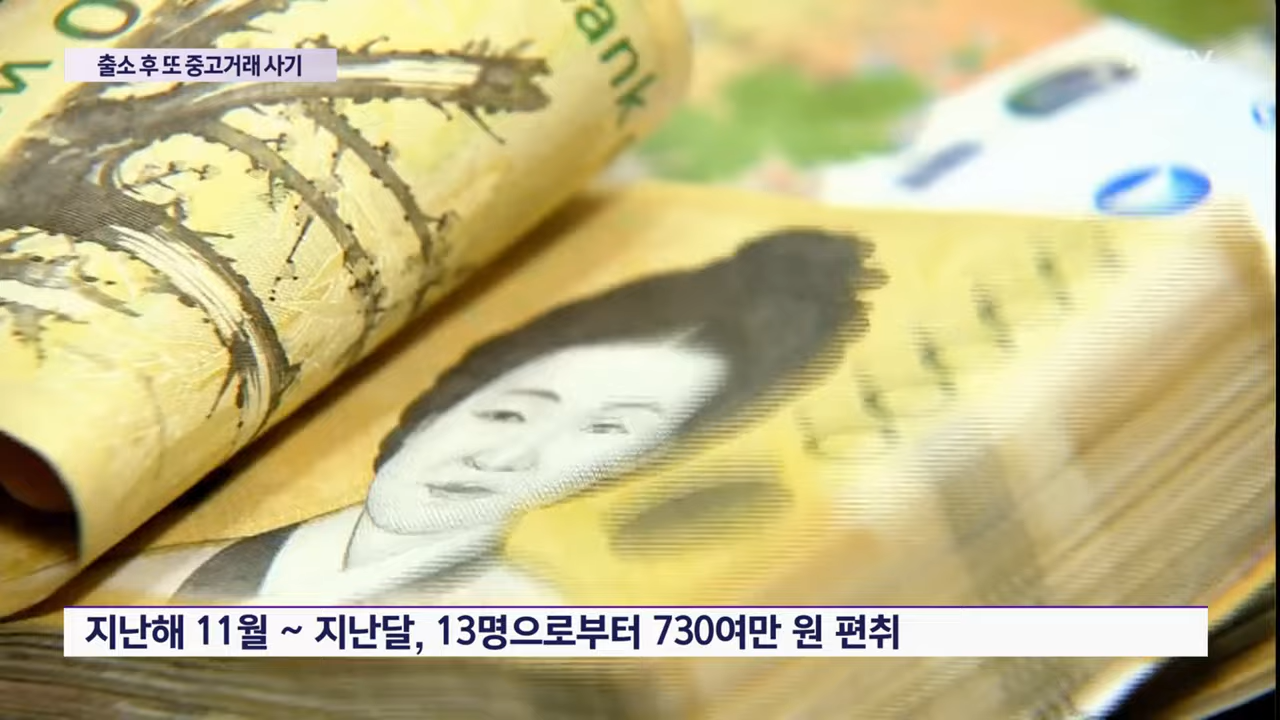 출소 후 또 중고거래 사기
ank
지난해 11월 ~ 지난달, 13명으로부터 730여만 원 편취